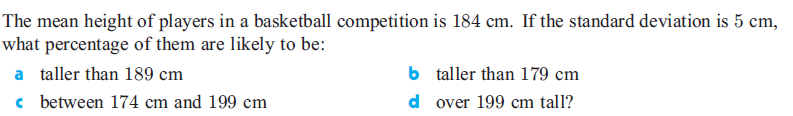 The mean height of players in a basketball competition is 184 cm. If the standard deviation is 5 cm,
what percentage of them are likely to be:
a taller than 189 cm b taller than 179 cm
c between 174 cm and 199 cm d over 199 cm tall?